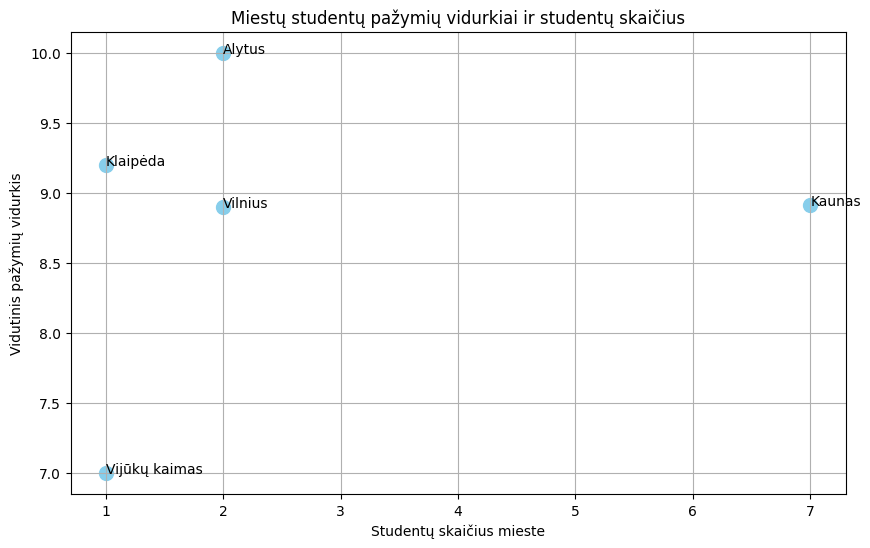 Miestų studentų pažymių vidurkiai ir studentų skaičius
10.0
9.5
9.0
8.5
8.0
7.5
7.0
Vidutinis pažymių vidurkis
Alytus
Klaipėda
Vilnius
Kaunas
Vijūkų kaimas
1 2 3 4 5 6 7
Studentų skaičius mieste